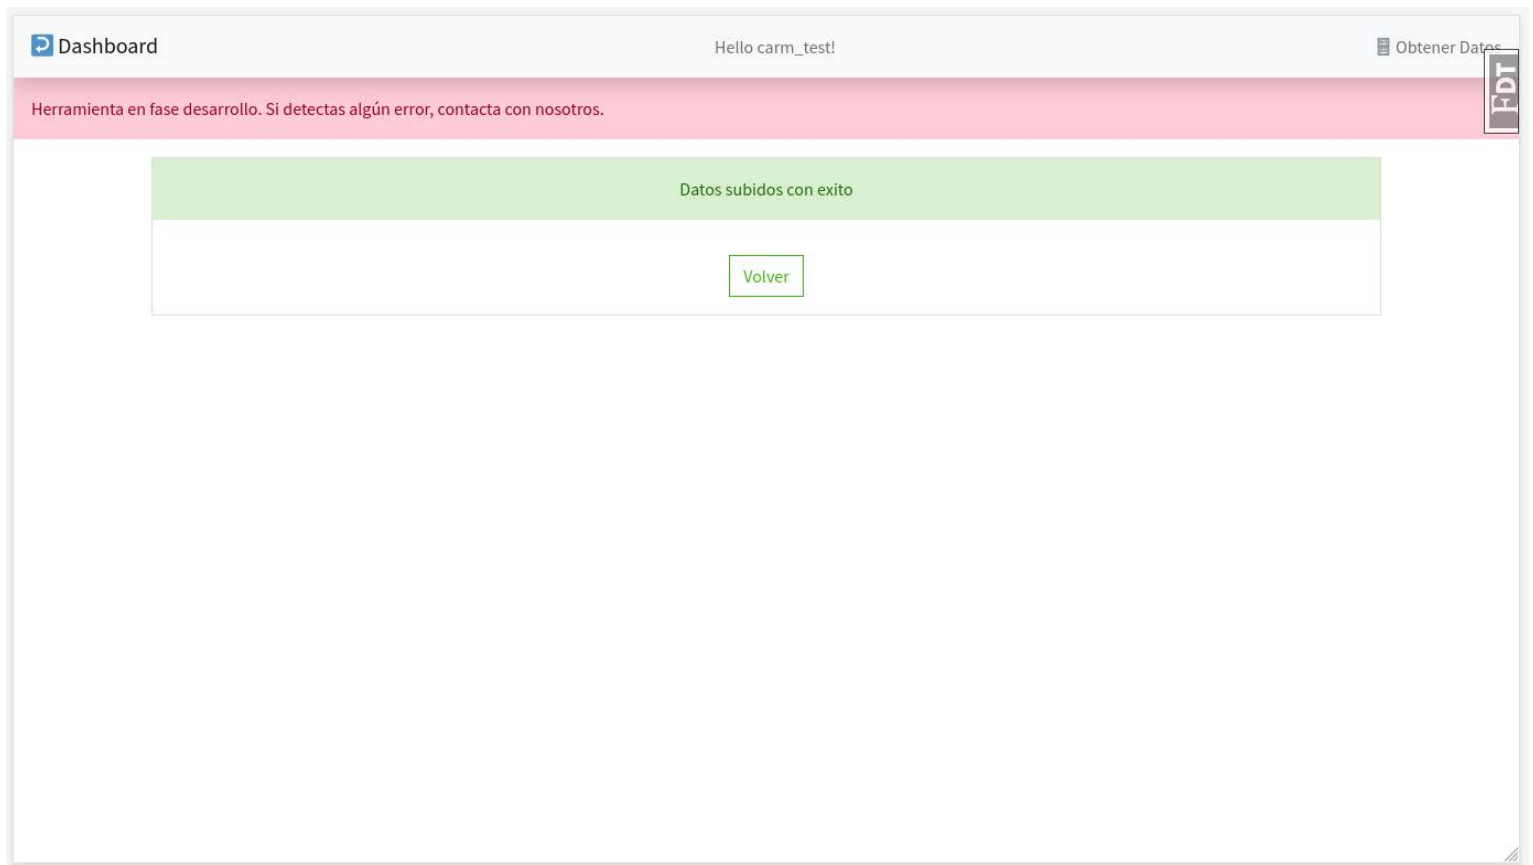 Dashboard
Hello carm_test!
Obtener Datos
FDT
Herramienta en fase desarrollo. Si detectas algún error, contacta con nosotros.
Datos subidos con exito
Volver